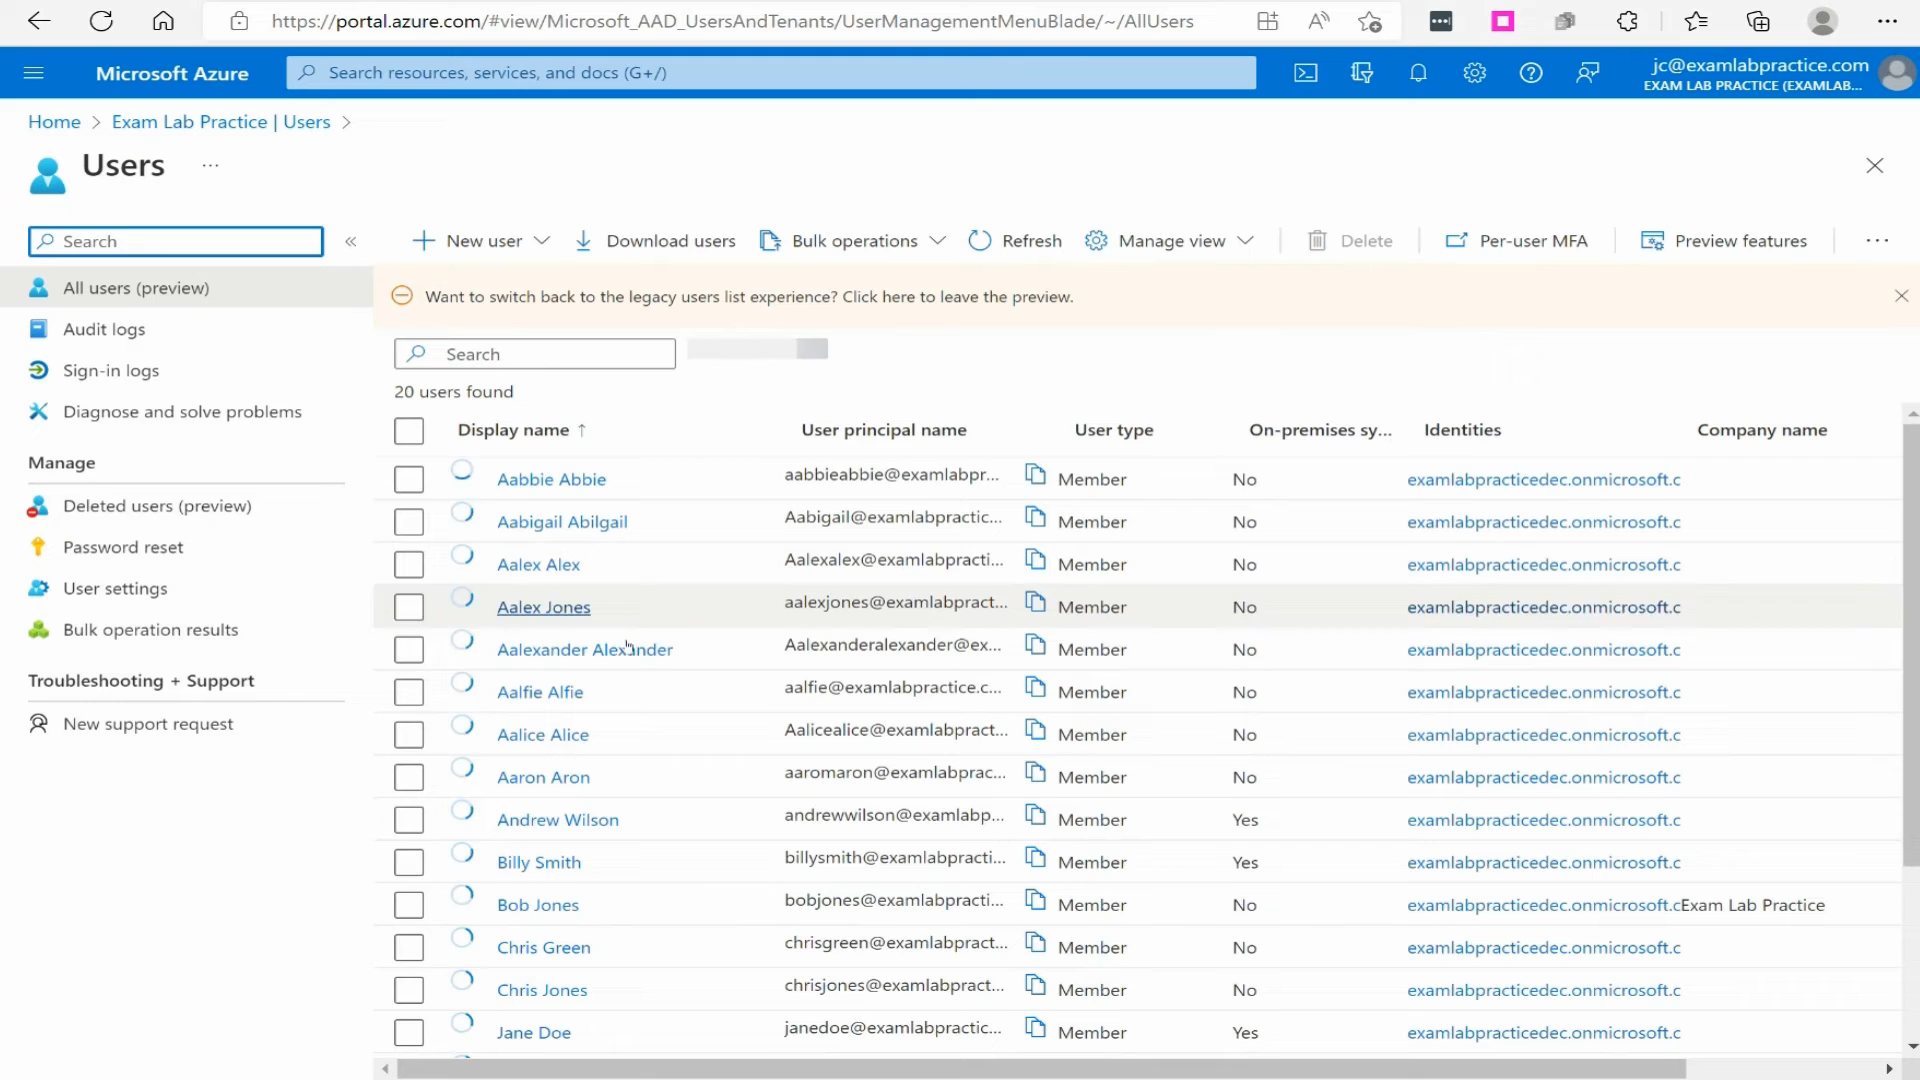 https://portal.azure.com/#view/Microsoft_AAD_UsersAndTenants/UserManagementMenuBlade/~/AllUsers
Microsoft Azure
Search resources, services, and docs (G+/)
jc@examlabpractice.com
EXAM LAB PRACTICE (EXAMLAB...
Home > Exam Lab Practice | Users >
Users ...
Search
New user
Download users
Bulk operations
Refresh
Manage view
Delete
Per-user MFA
Preview features
All users (preview)
Audit logs
Sign-in logs
Diagnose and solve problems
Manage
Deleted users (preview)
Password reset
User settings
Bulk operation results
Troubleshooting + Support
New support request
Want to switch back to the legacy users list experience? Click here to leave the preview.
Search
20 users found
Display name ↑ User principal name User type On-premises sy... Identities Company name
Aabbie Abbie aabbieabbie@examlabpr... Member No examlabpracticedec.onmicrosoft.c
Aabigail Abilgail Aabigail@examlabpractic... Member No examlabpracticedec.onmicrosoft.c
Aalex Alex Aalexalex@examlabpracti... Member No examlabpracticedec.onmicrosoft.c
Aalex Jones aalexjones@examlabpract... Member No examlabpracticedec.onmicrosoft.c
Aalexander Alexander Aalexanderalexander@ex... Member No examlabpracticedec.onmicrosoft.c
Aalfie Alfie aalfie@examlabpractice.c... Member No examlabpracticedec.onmicrosoft.c
Aalice Alice Aalicealice@examlabpract... Member No examlabpracticedec.onmicrosoft.c
Aaron Aron aaromaron@examlabprac... Member No examlabpracticedec.onmicrosoft.c
Andrew Wilson andrewwilson@examlabp... Member Yes examlabpracticedec.onmicrosoft.c
Billy Smith billysmith@examlabpracti... Member Yes examlabpracticedec.onmicrosoft.c
Bob Jones bobjones@examlabpracti... Member No examlabpracticedec.onmicrosoft.c Exam Lab Practice
Chris Green chrisgreen@examlabpract... Member No examlabpracticedec.onmicrosoft.c
Chris Jones chrisjones@examlabpract... Member No examlabpracticedec.onmicrosoft.c
Jane Doe janedoe@examlabpractic... Member Yes examlabpracticedec.onmicrosoft.c